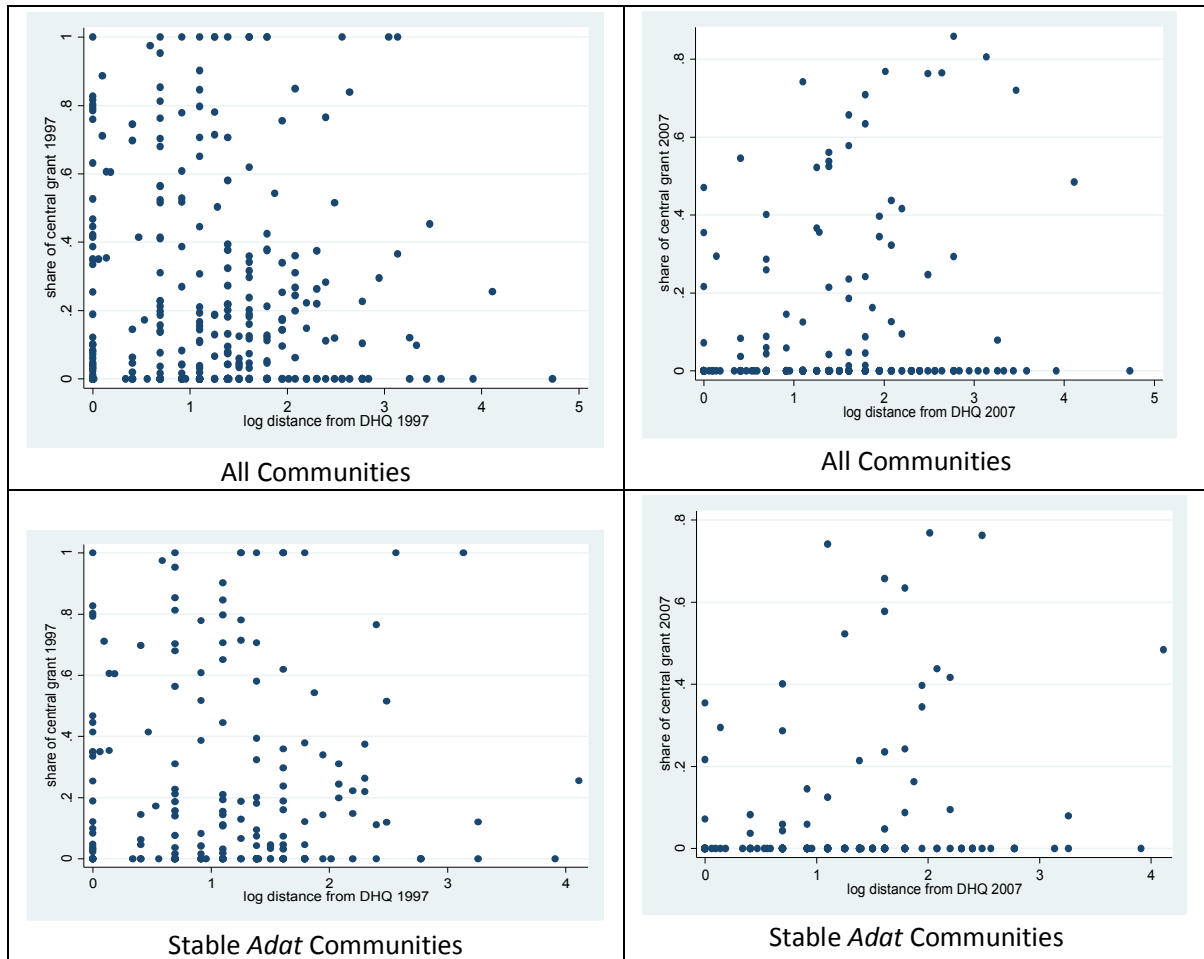 share of central grant 1997
1
.8
.6
.4
.2
0
0 1 2 3 4 5
log distance from DHQ 1997
All Communities
share of central grant 2007
.8
.6
.4
.2
0
0 1 2 3 4 5
log distance from DHQ 2007
All Communities
share of central grant 1997
1
.8
.6
.4
.2
0
0 1 2 3 4
log distance from DHQ 1997
Stable Adat Communities
share of central grant 2007
.8
.6
.4
.2
0
0 1 2 3 4
log distance from DHQ 2007
Stable Adat Communities